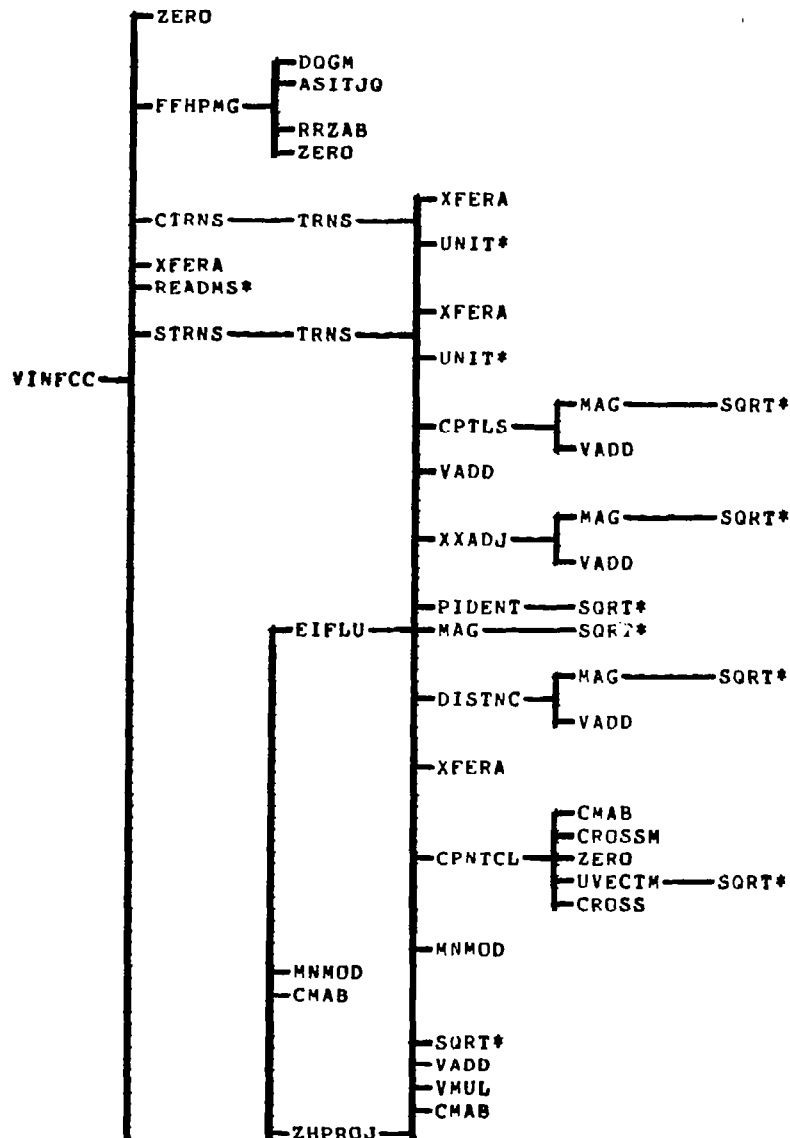 ZERO
DQGM
ASITJQ
FFHPMG
RRZAB
ZERO
XFERA
CTRNS TRNS
UNIT*
XFERA
READMS*
XFERA
STRNS TRNS
UNIT*
VINFCC
MAG SQRT*
CPTLS
VADD
VADD
MAG SQRT*
XXADJ
VADD
PIDENT SQRT*
EIFLU MAG SQRT*
MAG SQRT*
DISTNC
VADD
XFERA
CMAB
CROSSM
CPNTCL ZERO
UVECTM SQRT*
CROSS
MNMOD
MNMOD
CMAB
SQRT*
VADD
VMUL
CMAB
ZHPROJ